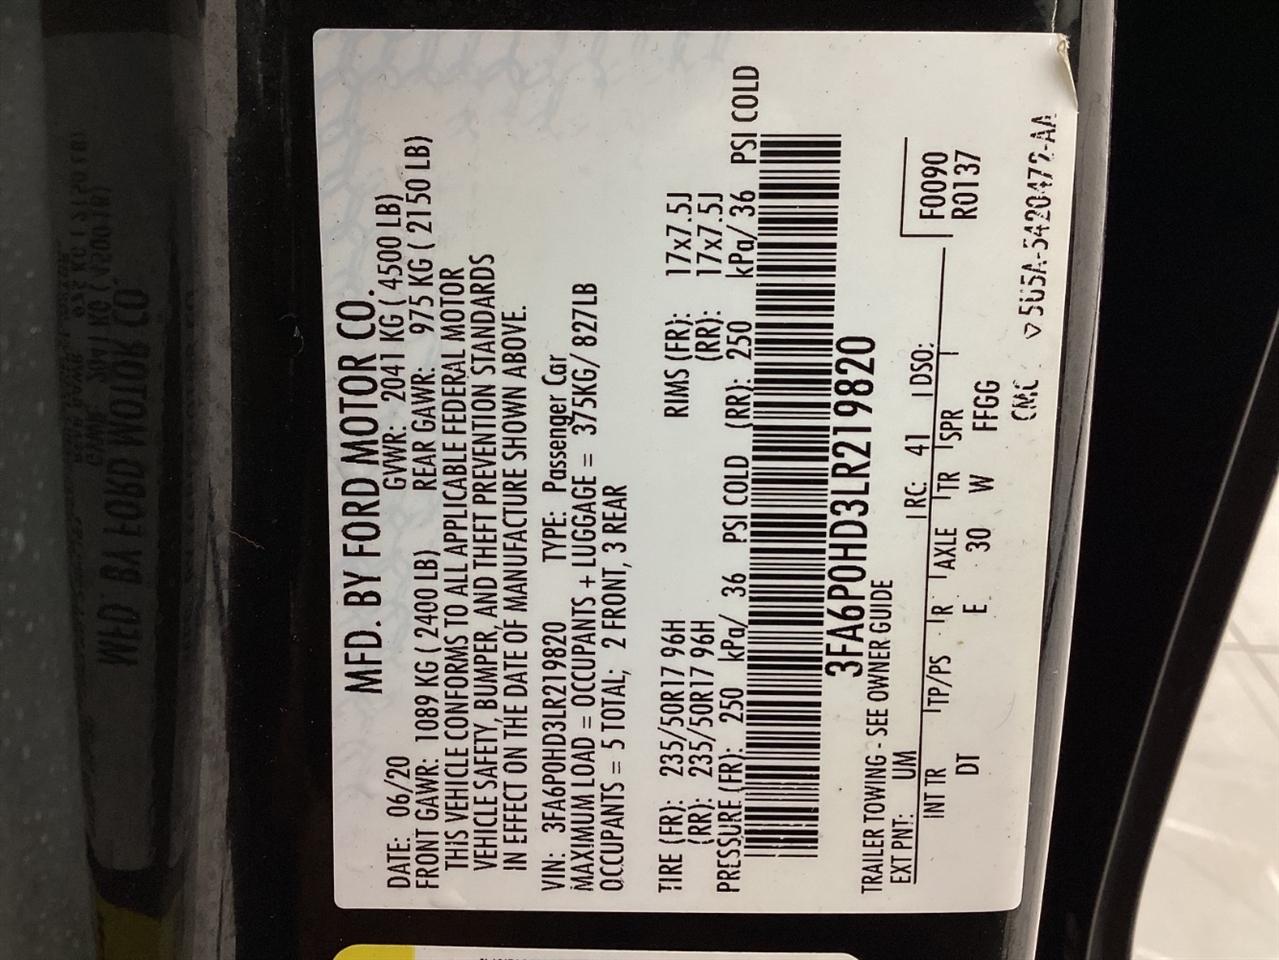 MFD. BY FORD MOTOR CO.
DATE: 06/20 GVWR: 2041 KG ( 4500 LB)
FRONT GAWR: 1089 KG ( 2400 LB) REAR GAWR: 975 KG ( 2150 LB)
THIS VEHICLE CONFORMS TO ALL APPLICABLE FEDERAL MOTOR
VEHICLE SAFETY, BUMPER, AND THEFT PREVENTION STANDARDS
IN EFFECT ON THE DATE OF MANUFACTURE SHOWN ABOVE.
VIN: 3FA6P0HD3LR219820 TYPE: Passenger Car
MAXIMUM LOAD = OCCUPANTS + LUGGAGE = 375KG/ 827LB
OCCUPANTS = 5 TOTAL; 2 FRONT, 3 REAR
TIRE (FR): 235/50R17 96H RIMS (FR): 17x7.5J
(RR): 235/50R17 96H (RR): 17x7.5J
PRESSURE (FR): 250 kPa/ 36 PSI COLD (RR): 250 kPa/ 36 PSI COLD
3FA6P0HD3LR219820
TRAILER TOWING - SEE OWNER GUIDE
EXT PNT: UM RC: 41 DSO: F0090
INT TR TP/PS R AXLE TR SPR R0137
DT E 30 W FFGG
5U5A-5420472-AA